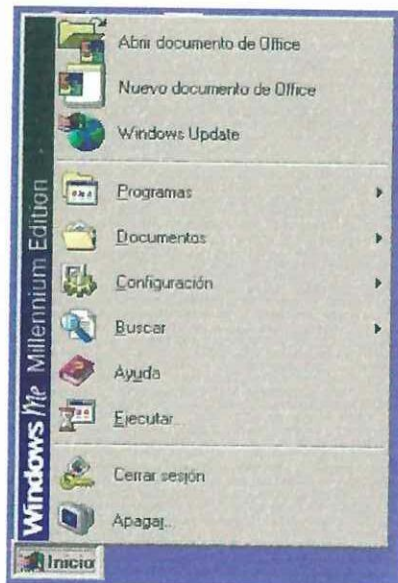 Abrir documento de Office
Nuevo documento de Office
Windows Update
Programas
Documentos
Configuración
Buscar
Ayuda
Ejecutar...
Cerrar sesión
Apagar...
Windows Me Millennium Edition
Inicio